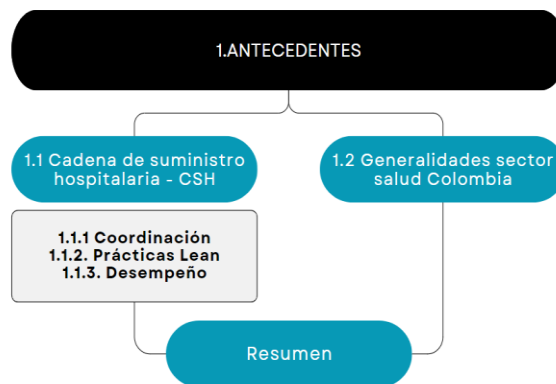 1.ANTECEDENTES
1.1 Cadena de suministro
hospitalaria - CSH
1.2 Generalidades sector
salud Colombia
1.1.1 Coordinación
1.1.2. Prácticas Lean
1.1.3. Desempeño
Resumen